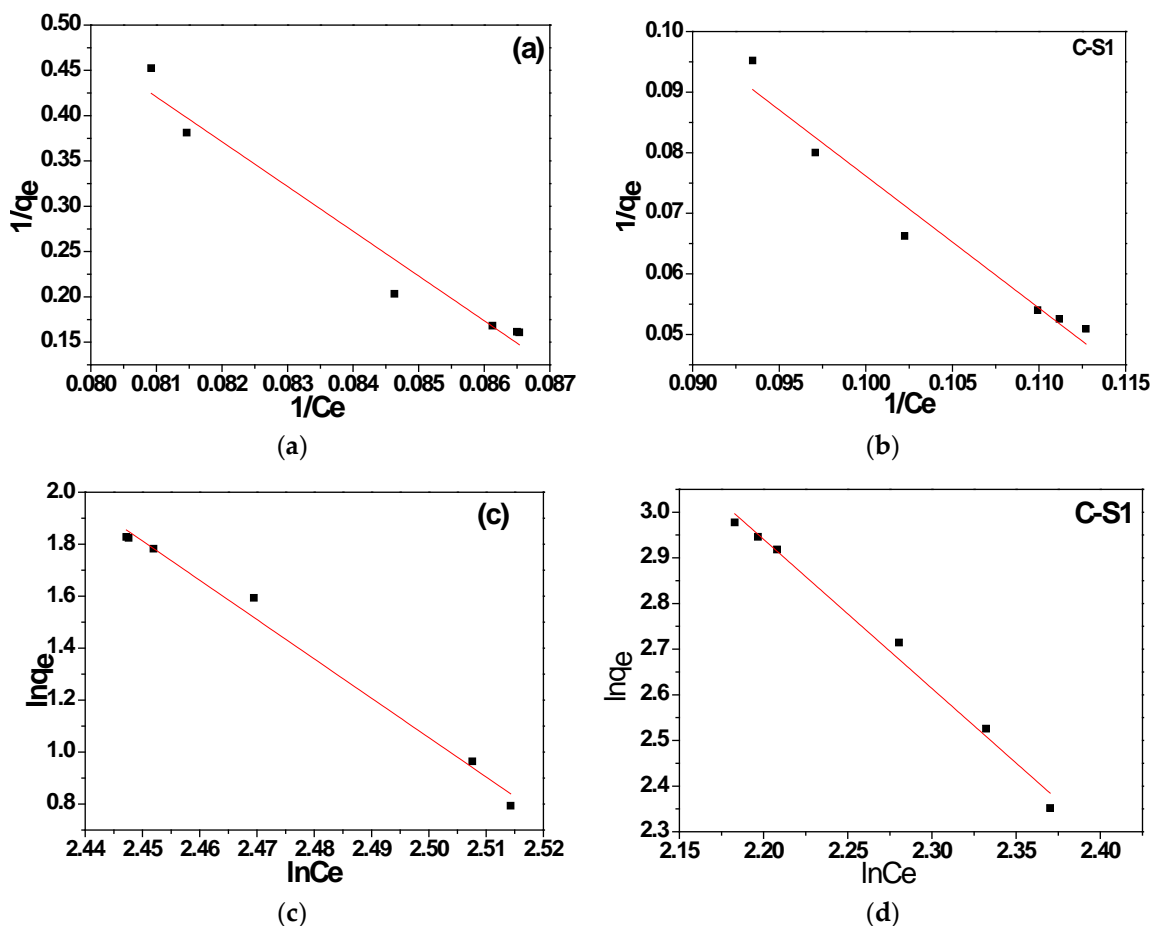 (a)
0.50
0.45
0.40
0.35
0.30
0.25
0.20
0.15
1/qe
0.080 0.081 0.082 0.083 0.084 0.085 0.086 0.087
1/Ce
(a)
C-S1
0.10
0.09
0.08
0.07
0.06
0.05
1/qe
0.090 0.095 0.100 0.105 0.110 0.115
1/Ce
(b)
(c)
2.0
1.8
1.6
1.4
1.2
1.0
0.8
lnqe
2.44 2.45 2.46 2.47 2.48 2.49 2.50 2.51 2.52
lnCe
(c)
C-S1
3.0
2.9
2.8
2.7
2.6
2.5
2.4
2.3
lnqe
2.15 2.20 2.25 2.30 2.35 2.40
lnCe
(d)